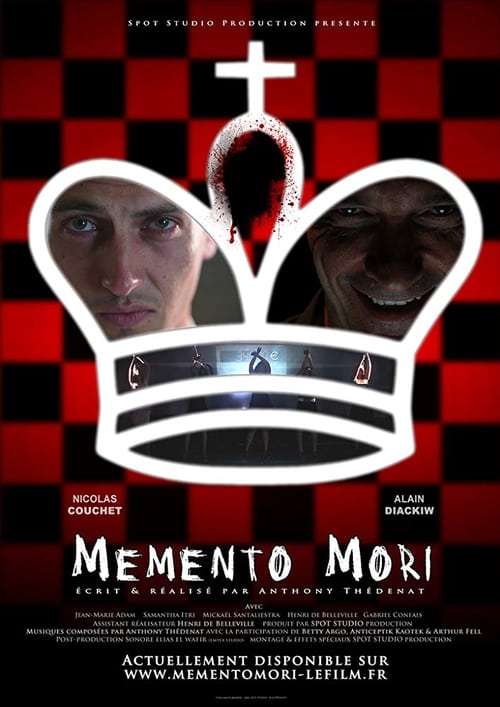 Spot Studio Production presente
NICOLAS
COUCHET
ALAIN
DIACKIW
Memento Mori
écrit & réalisé par Anthony Thédenat
avec
Jean-Marie Adam Samantha Itri Mickaël Santaliestra Henri de Belleville Gabriel Confais
Assistant réalisateur Henri de Belleville produit par SPOT STUDIO production
Musiques composées par Anthony Thédenat avec la participation de Betty Argo, Anticeptik Kaotek & Arthur Fell
Post-production sonore elias el wafir montage & effets spéciaux SPOT STUDIO production
Actuellement disponible sur
www.mementomori-lefilm.fr